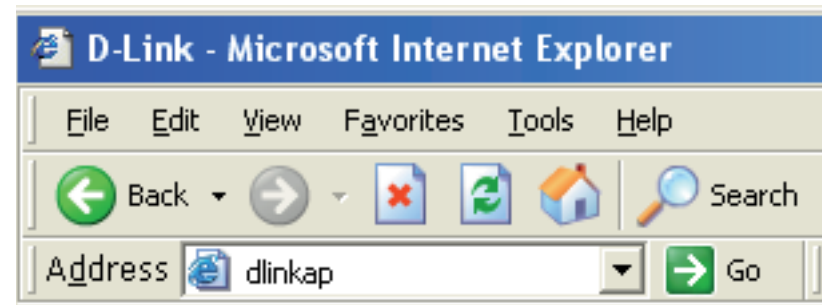 D-Link - Microsoft Internet Explorer
File Edit View Favorites Tools Help
Back Search
Address dlinkap Go